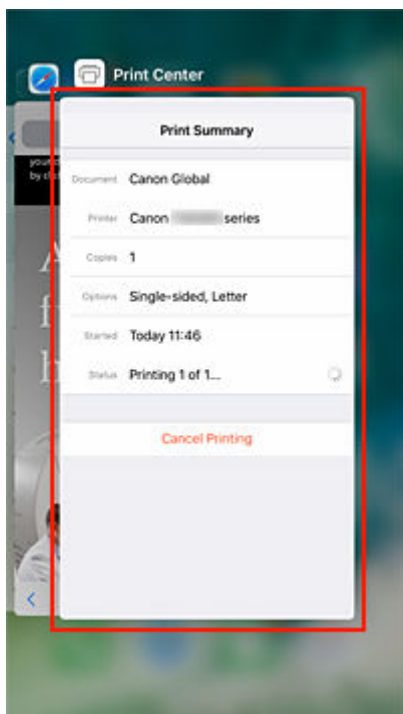 Print Center
Print Summary
Document Canon Global
Printer Canon series
Copies 1
Options Single-sided, Letter
Started Today 11:46
Status Printing 1 of 1...
Cancel Printing